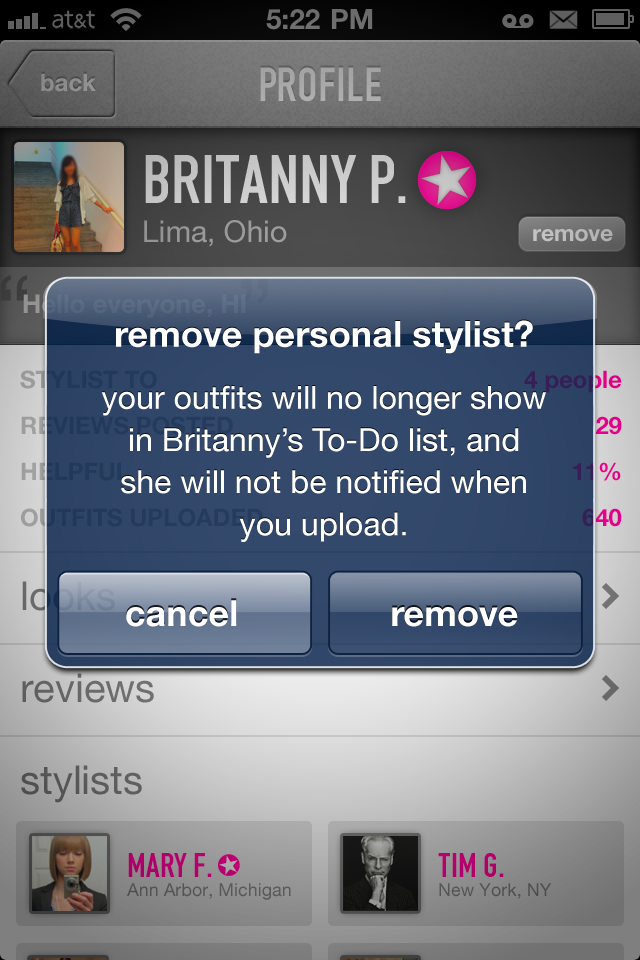 at&t 5:22 PM
back PROFILE
BRITANNY P.
Lima, Ohio
remove
“ Hello everyone, HI ”
remove personal stylist?
your outfits will no longer show
in Britanny’s To-Do list, and
she will not be notified when
you upload.
cancel remove
STYLIST TO 4 people
REVIEWS POSTED 29
HELPFUL 11%
OUTFITS UPLOADED 640
looks
reviews
stylists
MARY F. TIM G.
Ann Arbor, Michigan New York, NY